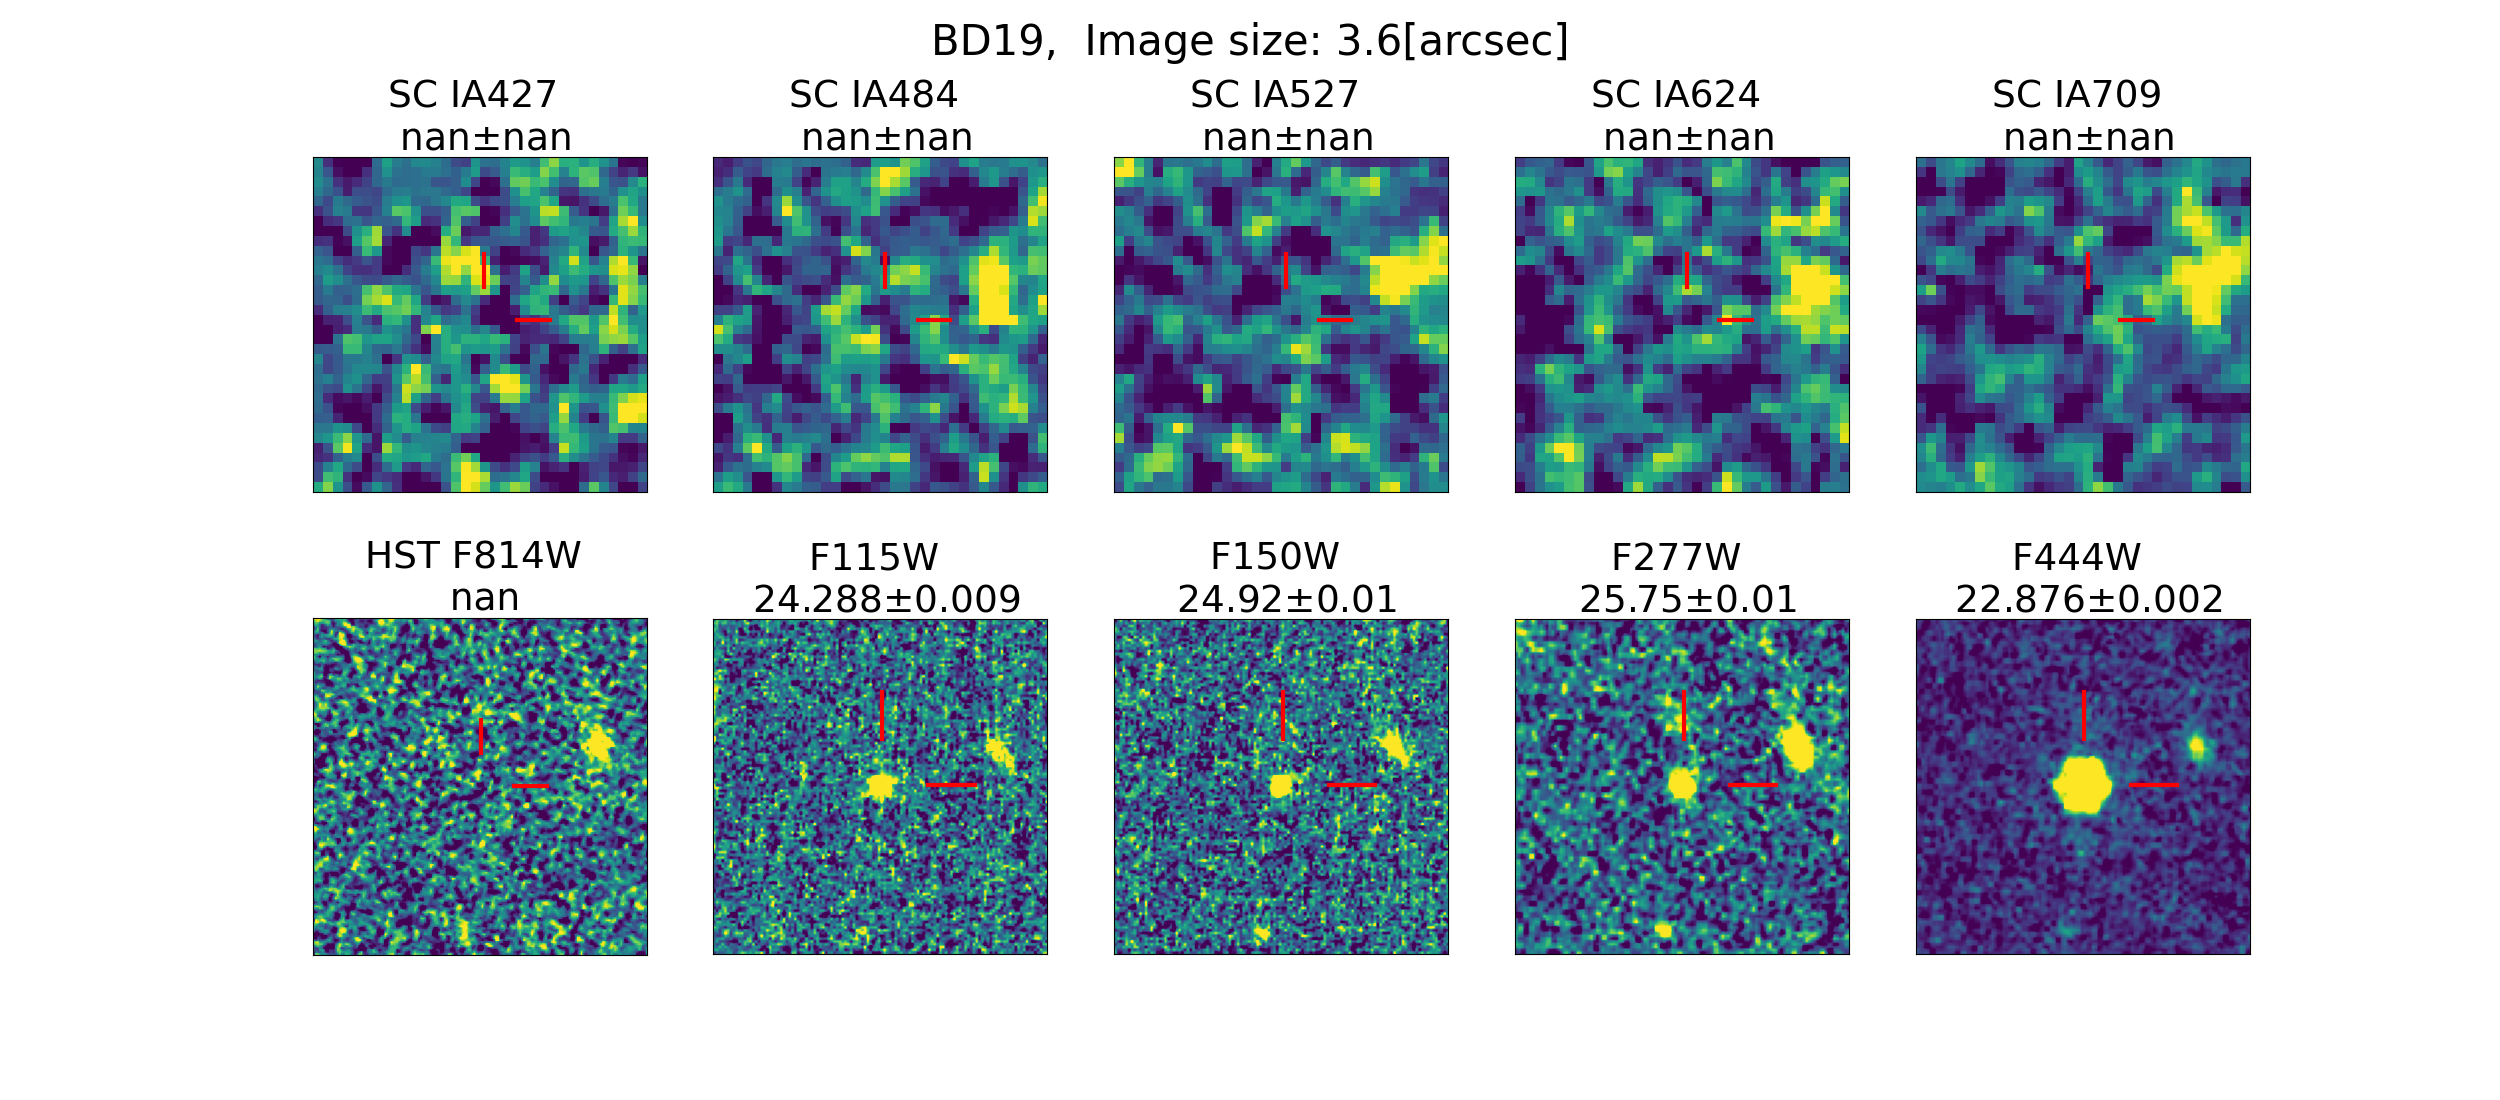 BD19,  Image size: 3.6[arcsec]
SC IA427
nan±nan
SC IA484
nan±nan
SC IA527
nan±nan
SC IA624
nan±nan
SC IA709
nan±nan
HST F814W
nan
F115W
24.288±0.009
F150W
24.92±0.01
F277W
25.75±0.01
F444W
22.876±0.002